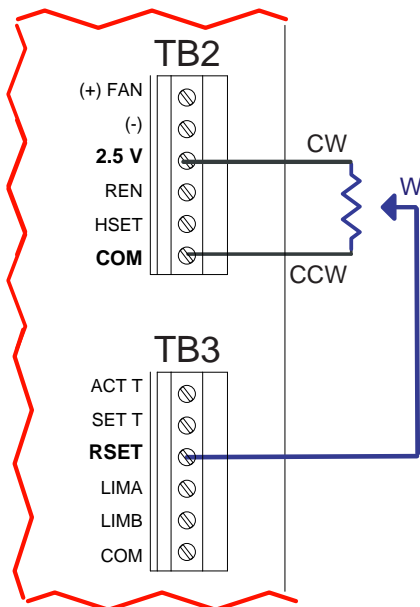 TB2
(+) FAN
(-)
2.5 V
REN
HSET
COM
CW
W
CCW
TB3
ACT T
SET T
RSET
LIMA
LIMB
COM